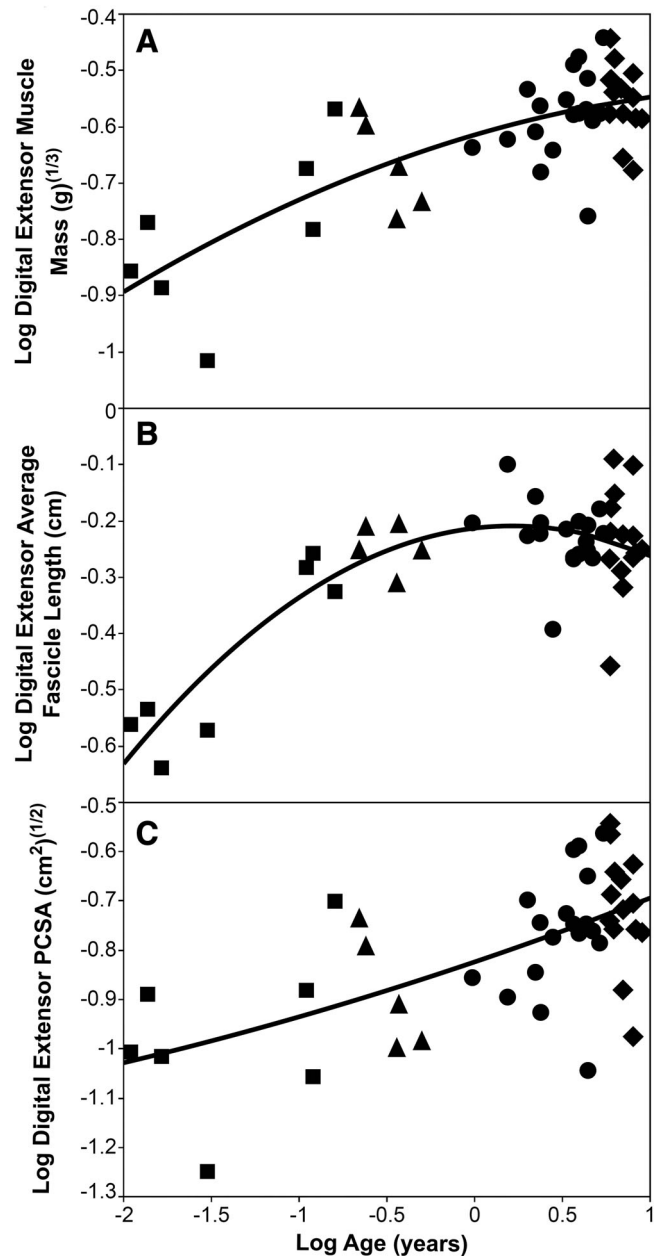 -0.4
A
-0.5
-0.6
-0.7
-0.8
-0.9
-1
Log Digital Extensor Muscle
Mass (g)(1/3)
0
B
-0.1
-0.2
-0.3
-0.4
-0.5
-0.6
Log Digital Extensor Average
Fascicle Length (cm)
-0.5
C
-0.6
-0.7
-0.8
-0.9
-1
-1.1
-1.2
-1.3
Log Digital Extensor PCSA (cm2)(1/2)
-2 -1.5 -1 -0.5 0 0.5 1
Log Age (years)